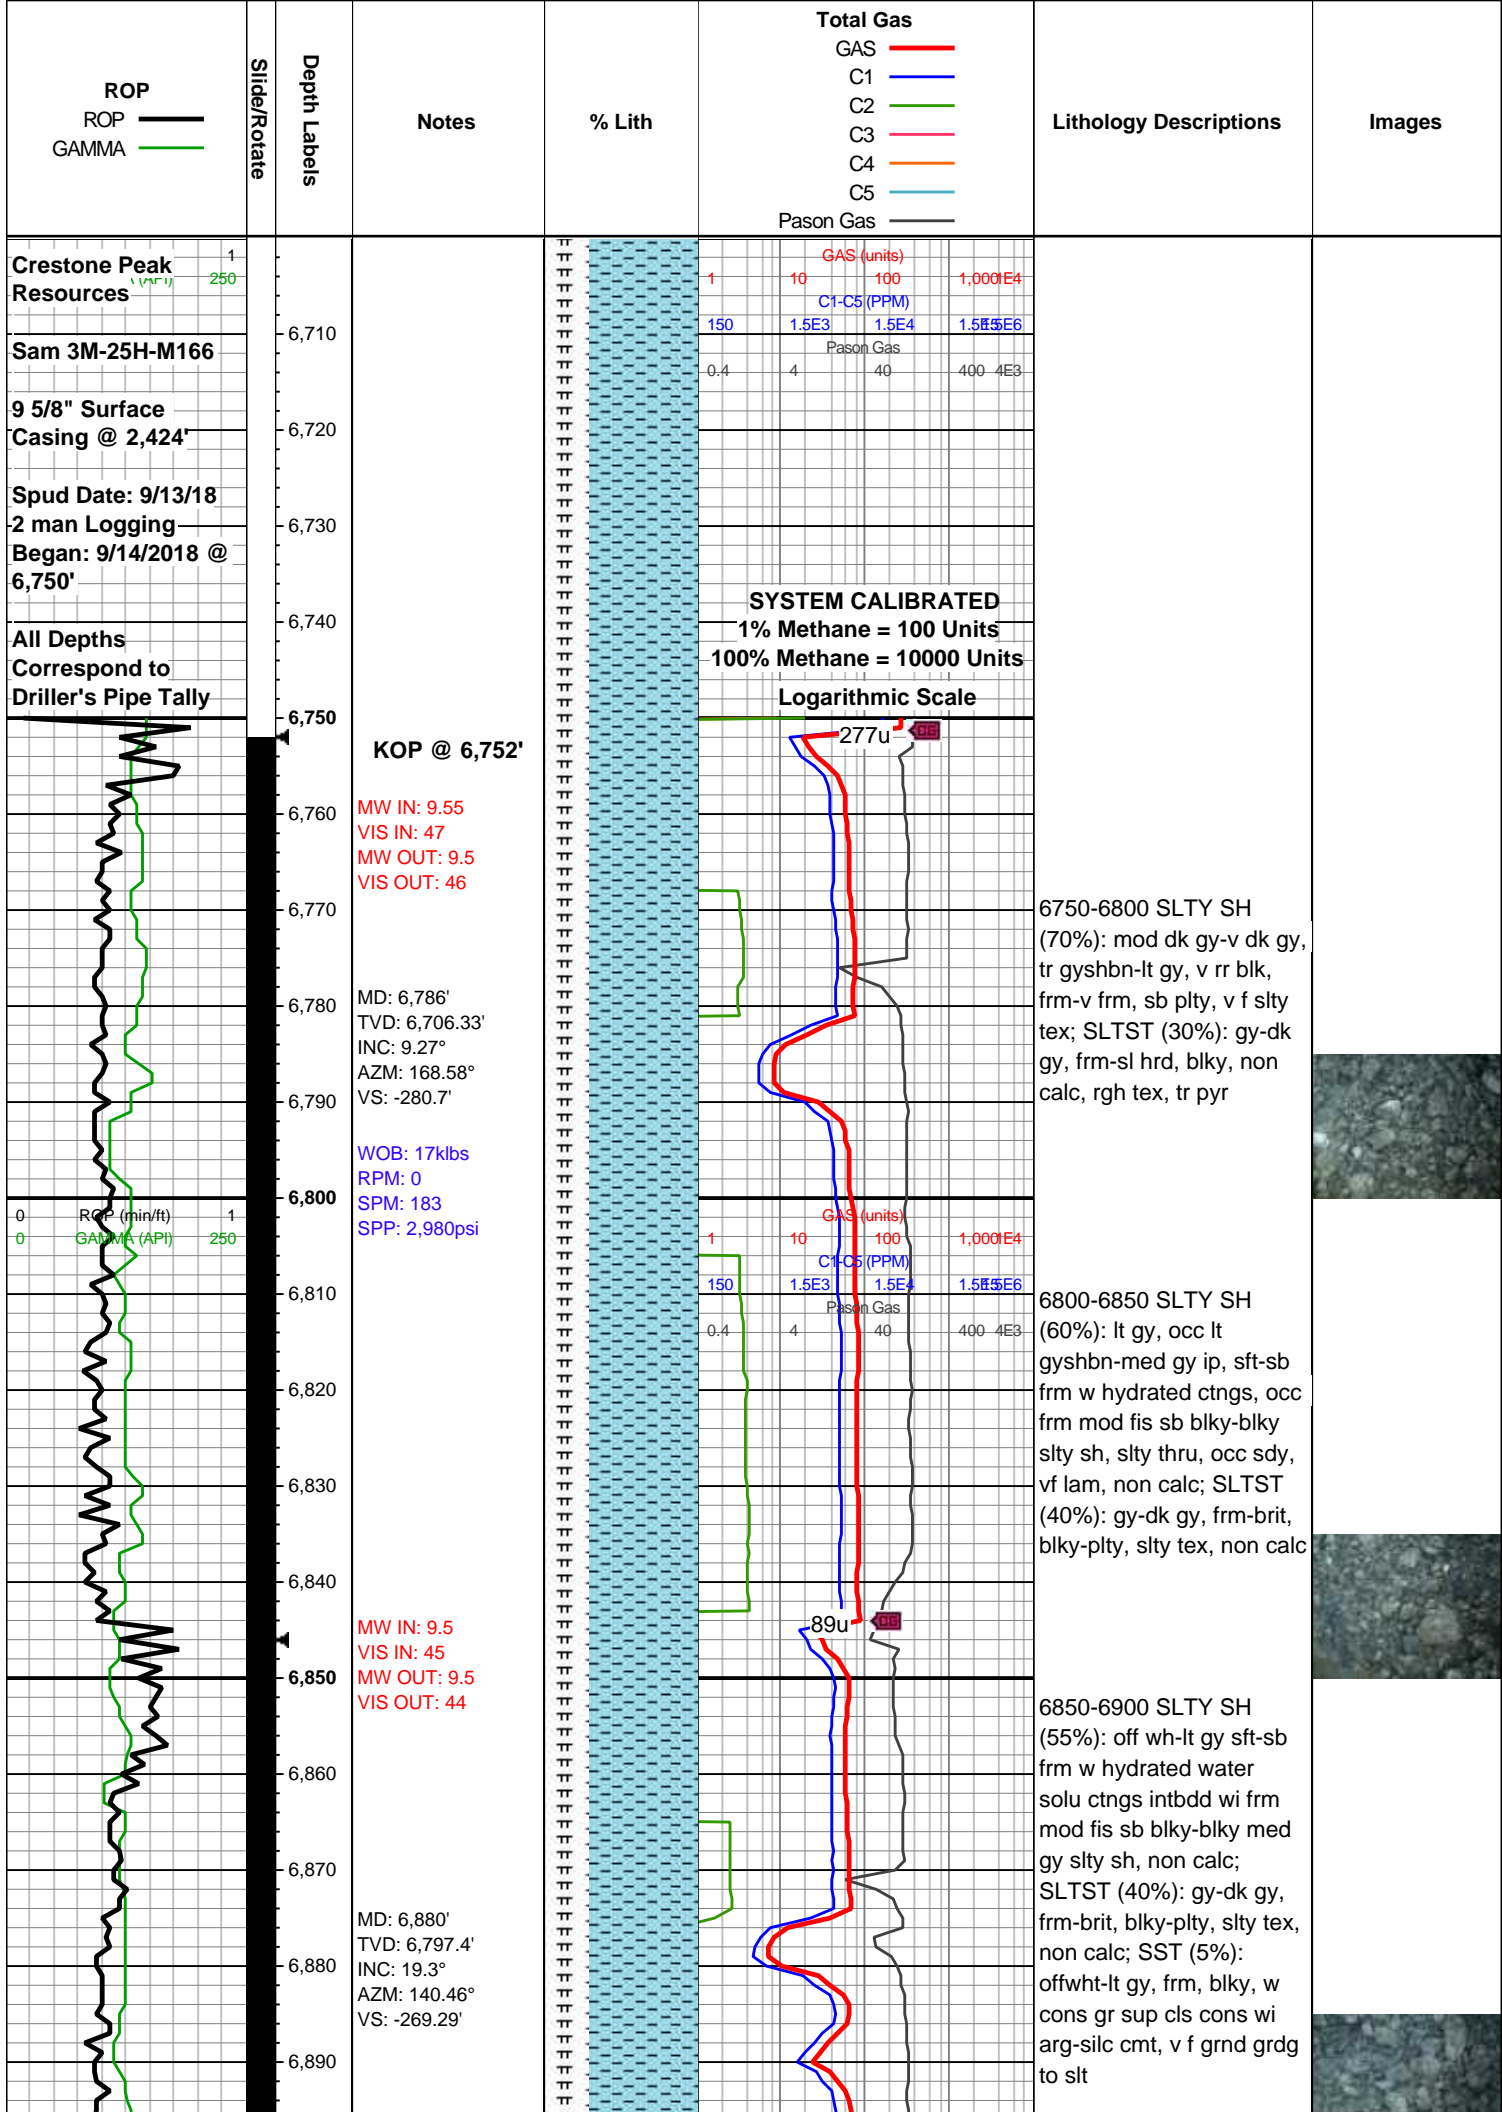 ROP
ROP
GAMMA
Slide/Rotate
Depth Labels
Notes
% Lith
Total Gas
GAS
C1
C2
C3
C4
C5
Pason Gas
Lithology Descriptions
Images
1
(API) 250
Crestone Peak
Resources
Sam 3M-25H-M166
9 5/8" Surface
Casing @ 2,424'
Spud Date: 9/13/18
2 man Logging
Began: 9/14/2018 @
6,750'
All Depths
Correspond to
Driller's Pipe Tally
GAS (units)
1 10 100 1,000 1E4
C1-C5 (PPM)
150 1.5E3 1.5E4 1.5E5 1.5E6
Pason Gas
0.4 4 40 400 4E3
6,710
6,720
6,730
6,740
6,750
6,760
6,770
6,780
6,790
6,800
6,810
6,820
6,830
6,840
6,850
6,860
6,870
6,880
6,890
SYSTEM CALIBRATED
1% Methane = 100 Units
100% Methane = 10000 Units
Logarithmic Scale
277u
CG
KOP @ 6,752'
MW IN: 9.55
VIS IN: 47
MW OUT: 9.5
VIS OUT: 46
MD: 6,786'
TVD: 6,706.33'
INC: 9.27°
AZM: 168.58°
VS: -280.7'
WOB: 17klbs
RPM: 0
SPM: 183
SPP: 2,980psi
6750-6800 SLTY SH
(70%): mod dk gy-v dk gy,
tr gyshbn-lt gy, v rr blk,
frm-v frm, sb plty, v f slty
tex; SLTST (30%): gy-dk
gy, frm-sl hrd, blky, non
calc, rgh tex, tr pyr
0 ROP (min/ft) 1
0 GAMMA (API) 250
GAS (units)
1 10 100 1,000 1E4
C1-C5 (PPM)
150 1.5E3 1.5E4 1.5E5 1.5E6
Pason Gas
0.4 4 40 400 4E3
6800-6850 SLTY SH
(60%): lt gy, occ lt
gyshbn-med gy ip, sft-sb
frm w hydrated ctngs, occ
frm mod fis sb blky-blky
slty sh, slty thru, occ sdy,
vf lam, non calc; SLTST
(40%): gy-dk gy, frm-brit,
blky-plty, slty tex, non calc
89u
CG
MW IN: 9.5
VIS IN: 45
MW OUT: 9.5
VIS OUT: 44
MD: 6,880'
TVD: 6,797.4'
INC: 19.3°
AZM: 140.46°
VS: -269.29'
6850-6900 SLTY SH
(55%): off wh-lt gy sft-sb
frm w hydrated water
solu ctngs intbdd wi frm
mod fis sb blky-blky med
gy slty sh, non calc;
SLTST (40%): gy-dk gy,
frm-brit, blky-plty, slty tex,
non calc; SST (5%):
offwht-lt gy, frm, blky, w
cons gr sup cls cons wi
arg-silc cmt, v f grnd grdg
to slt